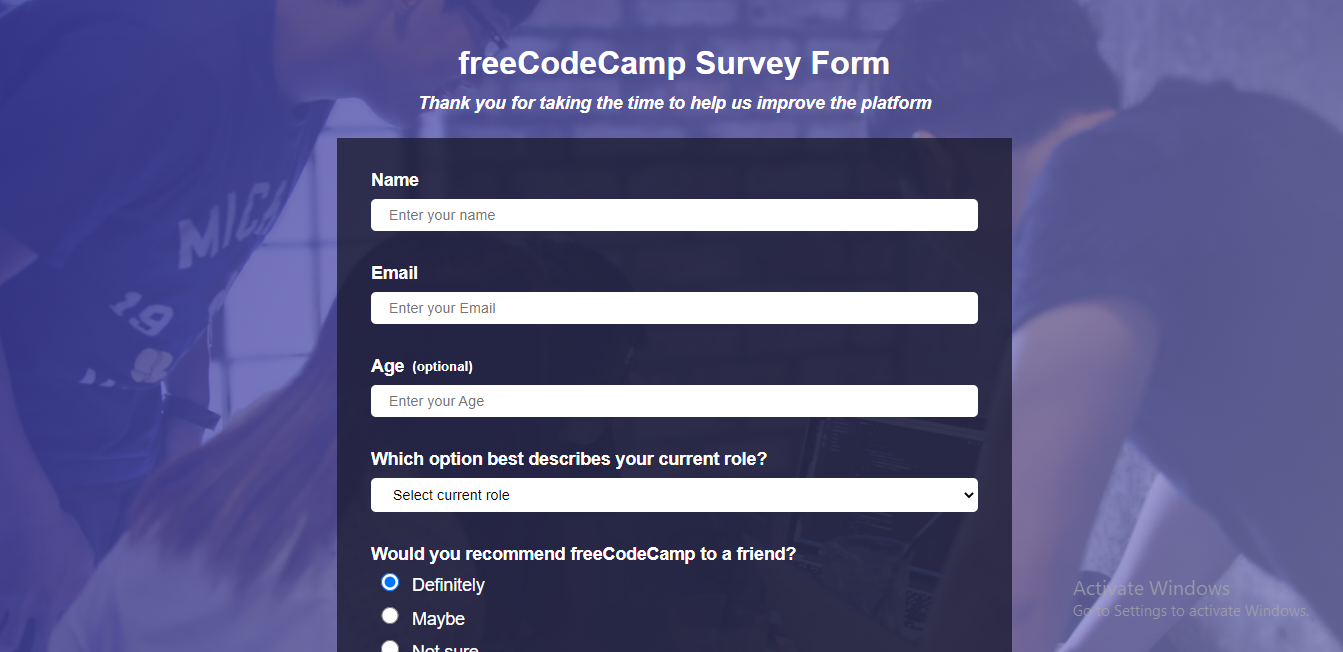 freeCodeCamp Survey Form
Thank you for taking the time to help us improve the platform
Name
Enter your name
Email
Enter your Email
Age (optional)
Enter your Age
Which option best describes your current role?
Select current role
Would you recommend freeCodeCamp to a friend?
Definitely
Maybe
Not sure
MICH
19
Activate Windows
Go to Settings to activate Windows.